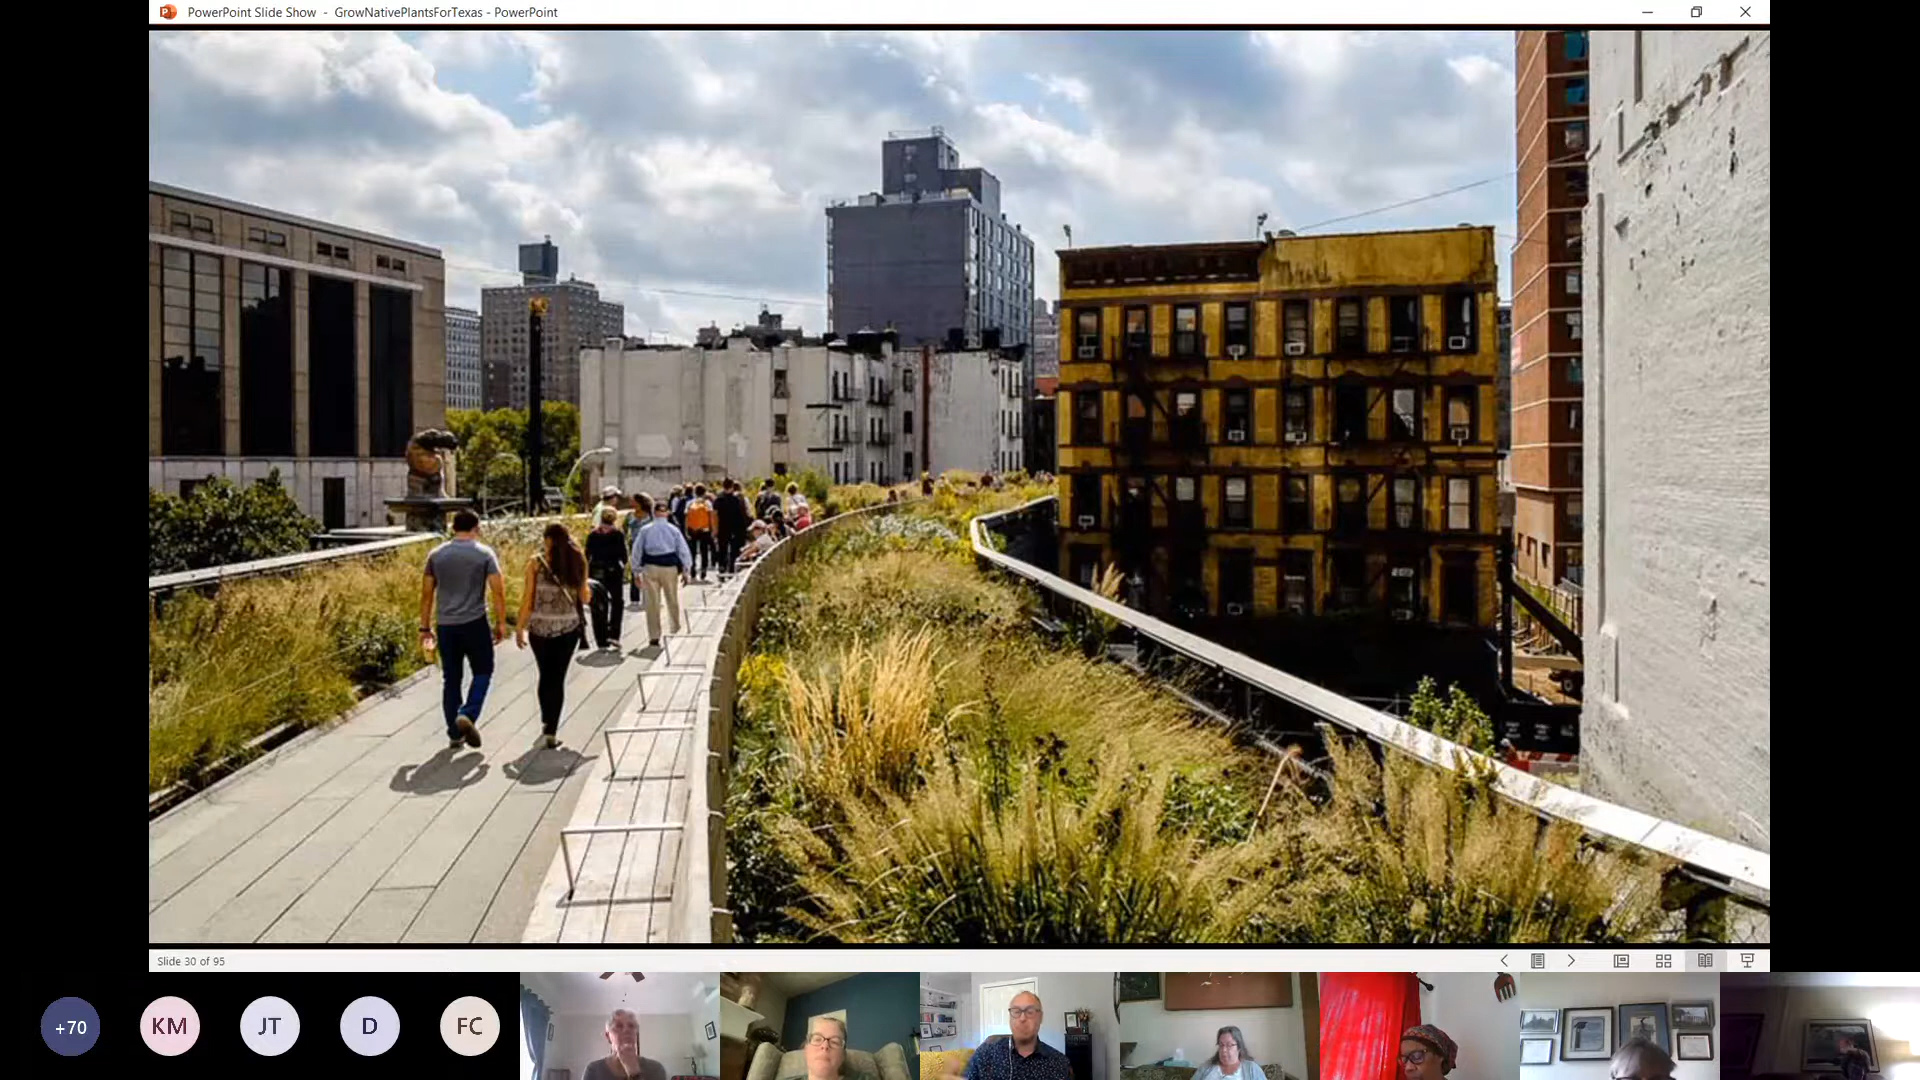 PowerPoint Slide Show - GrowNativePlantsForTexas - PowerPoint
Slide 30 of 95
+70
KM
JT
D
FC